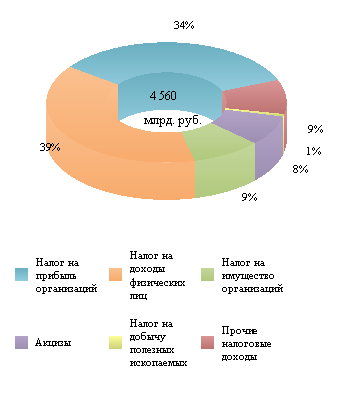 34%
4 560
млрд. руб.
39%
9%
1%
8%
9%
Налог на
прибыль
организаций
Налог на
доходы
физических
лиц
Налог на
имущество
организаций
Акцизы
Налог на
добычу
полезных
ископаемых
Прочие
налоговые
доходы